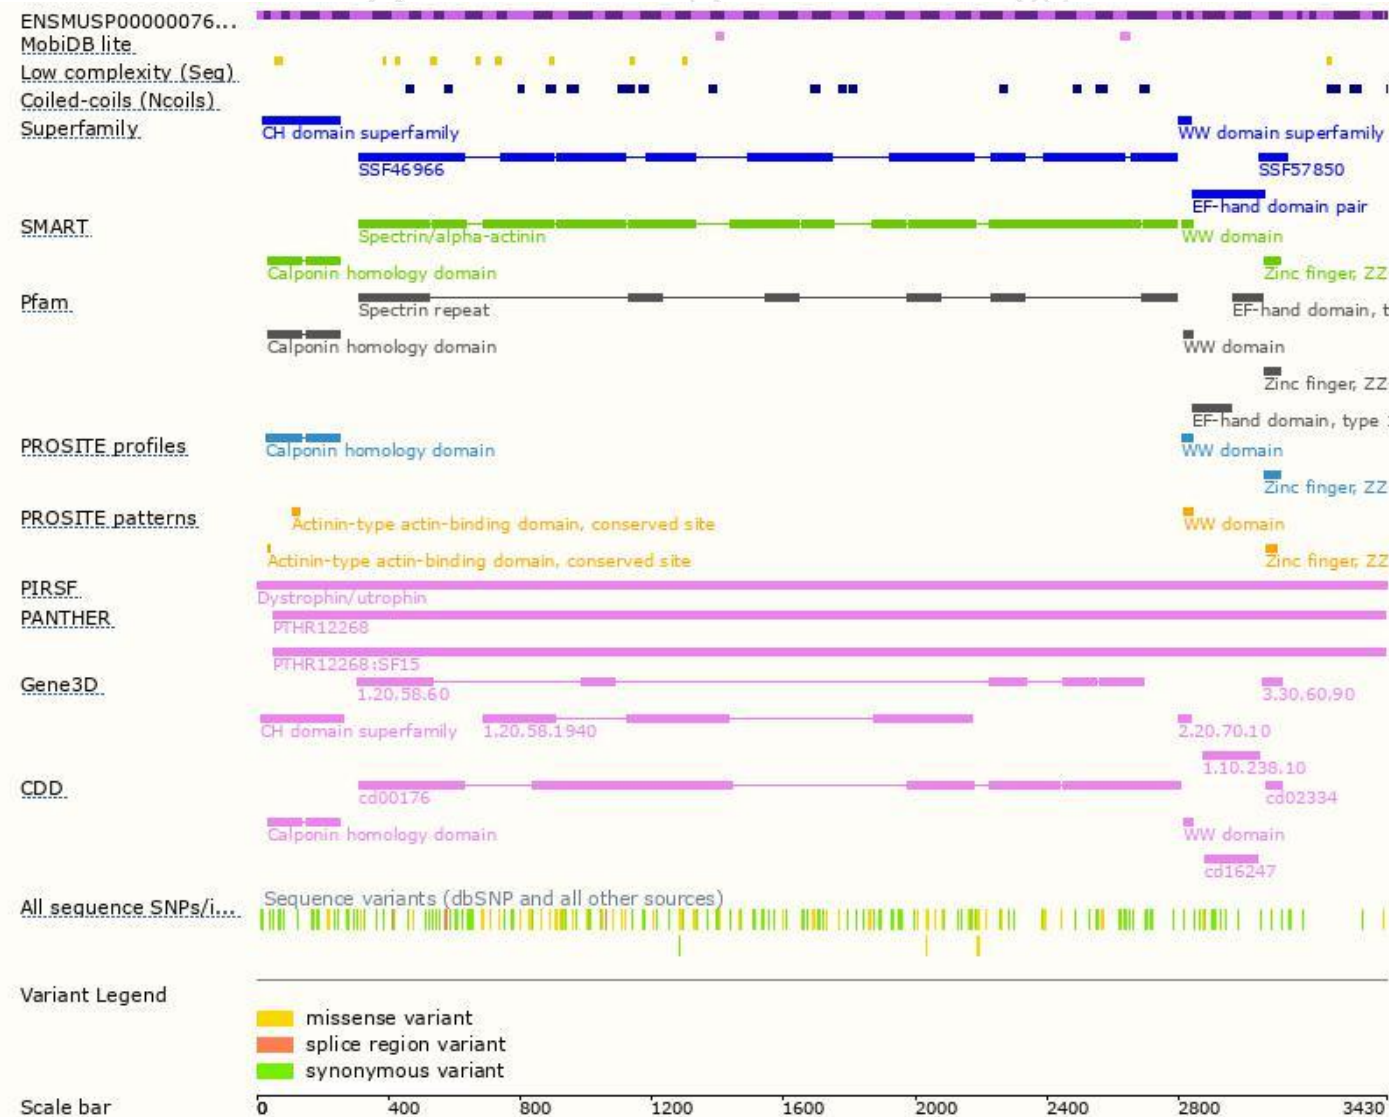 ENSMUSP00000076...
MobiDB lite
Low complexity (Seg)
Coiled-coils (Ncoils)
Superfamily
CH domain superfamily
WW domain superfamily
SSF46966
SSF57850
EF-hand domain pair
SMART
Spectrin/alpha-actinin
WW domain
Calponin homology domain
Zinc finger, ZZ
Pfam
Spectrin repeat
EF-hand domain, t
Calponin homology domain
WW domain
Zinc finger, ZZ
EF-hand domain, type
PROSITE profiles
Calponin homology domain
WW domain
Zinc finger, ZZ
PROSITE patterns
Actinin-type actin-binding domain, conserved site
WW domain
Actinin-type actin-binding domain, conserved site
Zinc finger, ZZ
PIRSF
Dystrophin/utrophin
PANTHER
PTHR12268
PTHR12268:SF15
Gene3D
1.20.58.60
3.30.60.90
CH domain superfamily
1.20.58.1940
2.20.70.10
1.10.238.10
CDD
cd00176
cd02334
Calponin homology domain
WW domain
cd16247
Sequence variants (dbSNP and all other sources)
All sequence SNPs/i...
Variant Legend
missense variant
splice region variant
synonymous variant
Scale bar
0 400 800 1200 1600 2000 2400 2800 3430